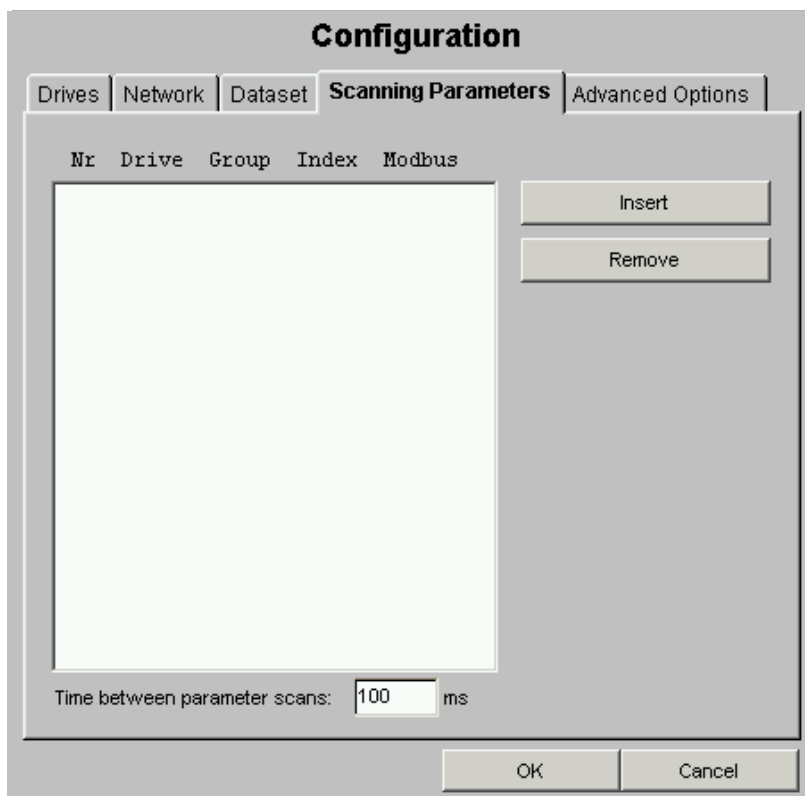 Configuration
Drives Network Dataset Scanning Parameters Advanced Options
Nr Drive Group Index Modbus
Insert
Remove
Time between parameter scans: 100 ms
OK Cancel